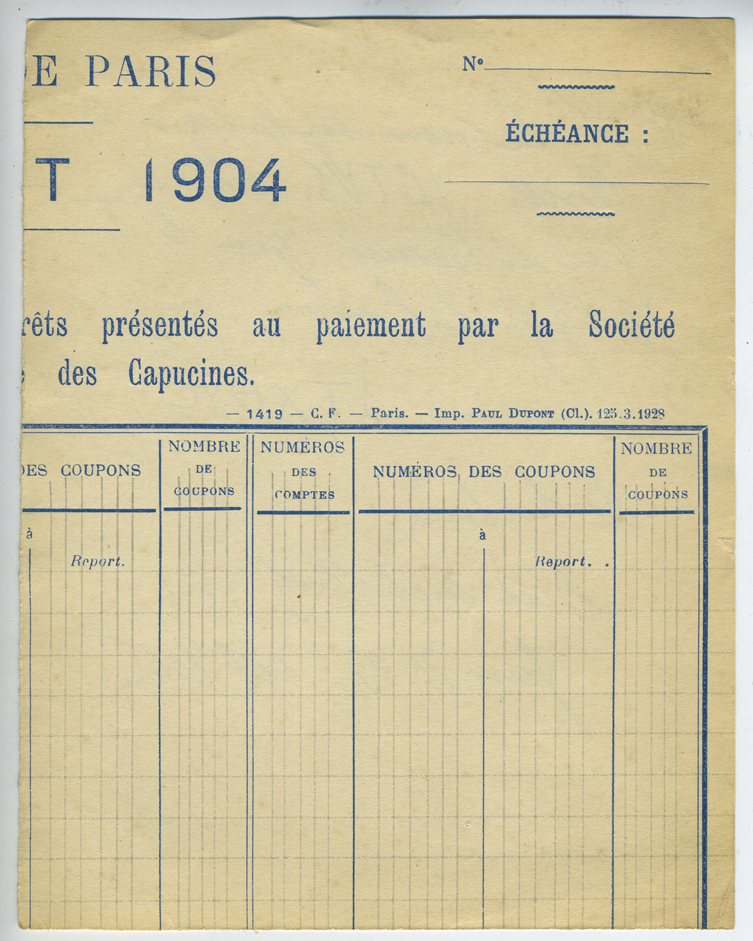 DE PARIS
N°
ÉCHÉANCE :
T 1904
rêts présentés au paiement par la Société
des Capucines.
— 1419 — C. F. — Paris. — Imp. PAUL DUPONT (Cl.). 125.3.1928
DES COUPONS
NOMBRE
DE
COUPONS
NUMÉROS
DES
COMPTES
NUMÉROS DES COUPONS
NOMBRE
DE
COUPONS
à
à
Report.
Report. .